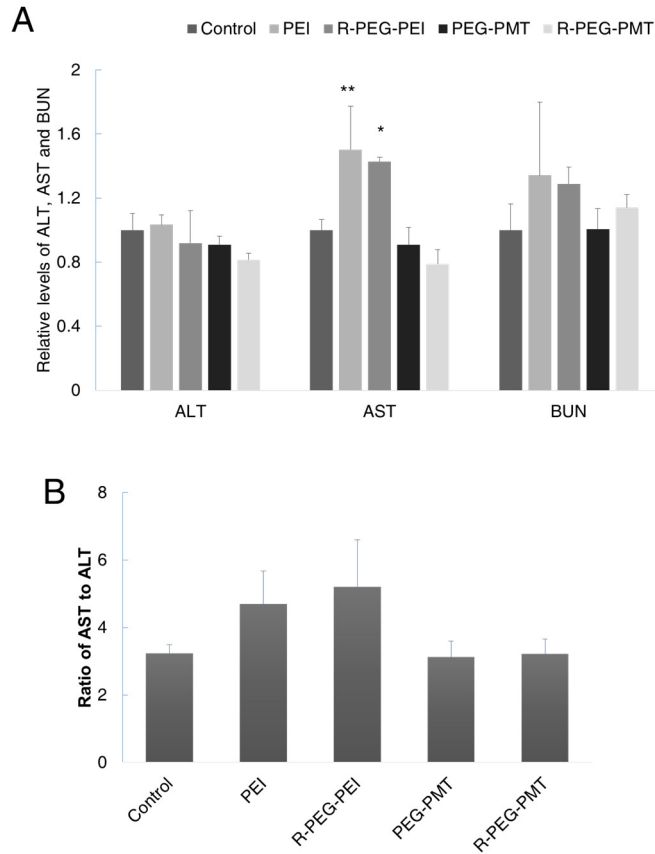 A
Control PEI R-PEG-PEI PEG-PMT R-PEG-PMT
Relative levels of ALT, AST and BUN
2
1.6
1.2
0.8
0.4
0
**
*
ALT AST BUN
B
Ratio of AST to ALT
8
6
4
2
0
Control
PEI
R-PEG-PEI
PEG-PMT
R-PEG-PMT